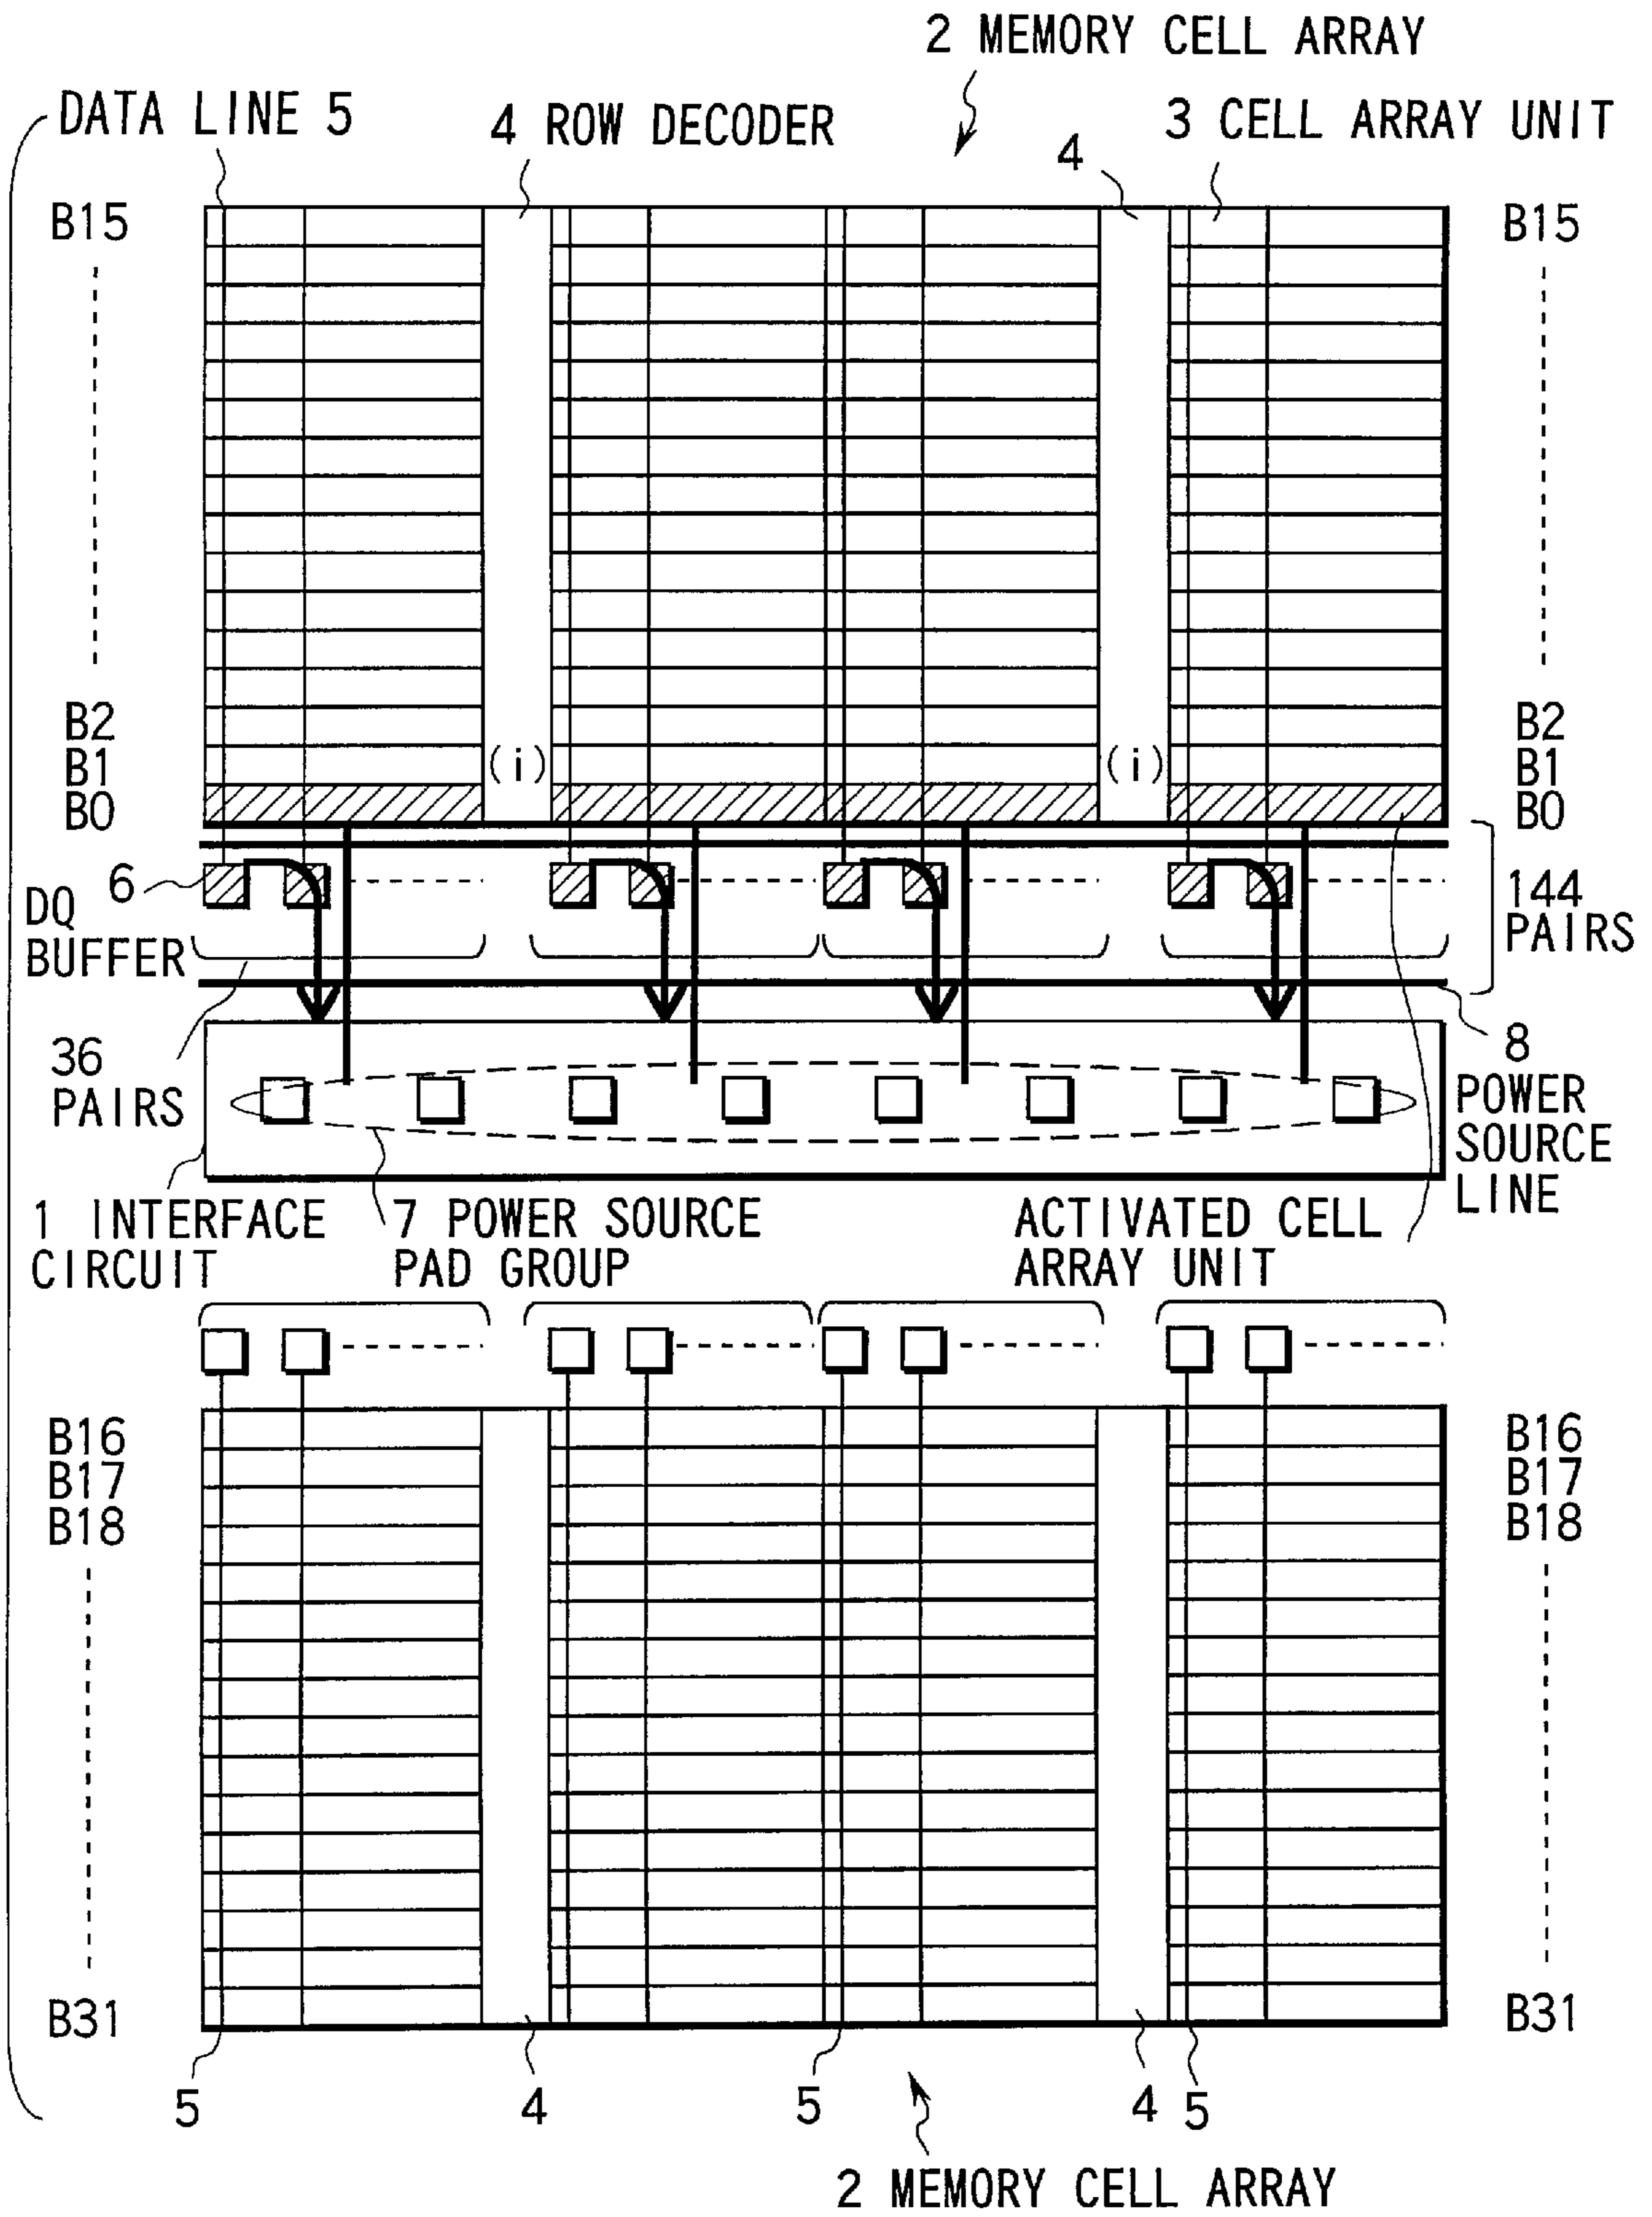 2 MEMORY CELL ARRAY
DATA LINE 5
4 ROW DECODER
3 CELL ARRAY UNIT
4
B15
B15
B2
B2
B1
(i)
(i)
B1
B0
B0
6
DQ
BUFFER
144
PAIRS
36
PAIRS
8
POWER
SOURCE
LINE
1 INTERFACE
CIRCUIT
7 POWER SOURCE
PAD GROUP
ACTIVATED CELL
ARRAY UNIT
B16
B16
B17
B17
B18
B18
B31
B31
5
4
5
4
5
2 MEMORY CELL ARRAY